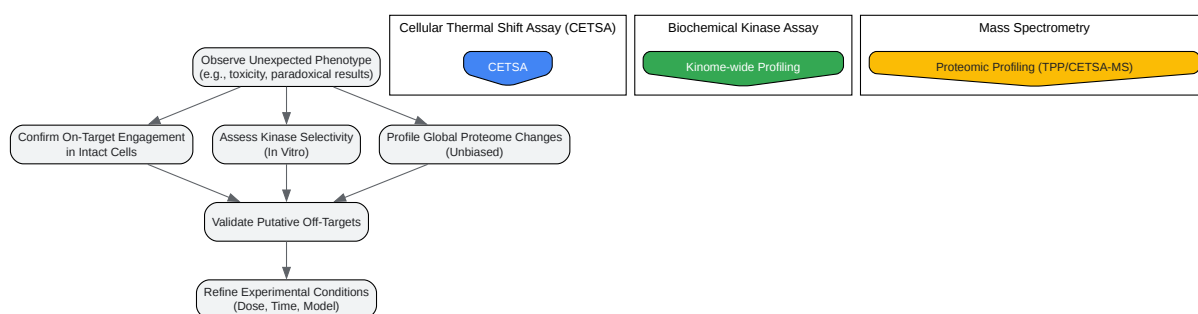 Cellular Thermal Shift Assay (CETSA)
Biochemical Kinase Assay
Mass Spectrometry
Observe Unexpected Phenotype
(e.g., toxicity, paradoxical results)
CETSA
Kinome-wide Profiling
Proteomic Profiling (TPP/CETSA-MS)
Confirm On-Target Engagement
in Intact Cells
Assess Kinase Selectivity
(In Vitro)
Profile Global Proteome Changes
(Unbiased)
Validate Putative Off-Targets
Refine Experimental Conditions
(Dose, Time, Model)